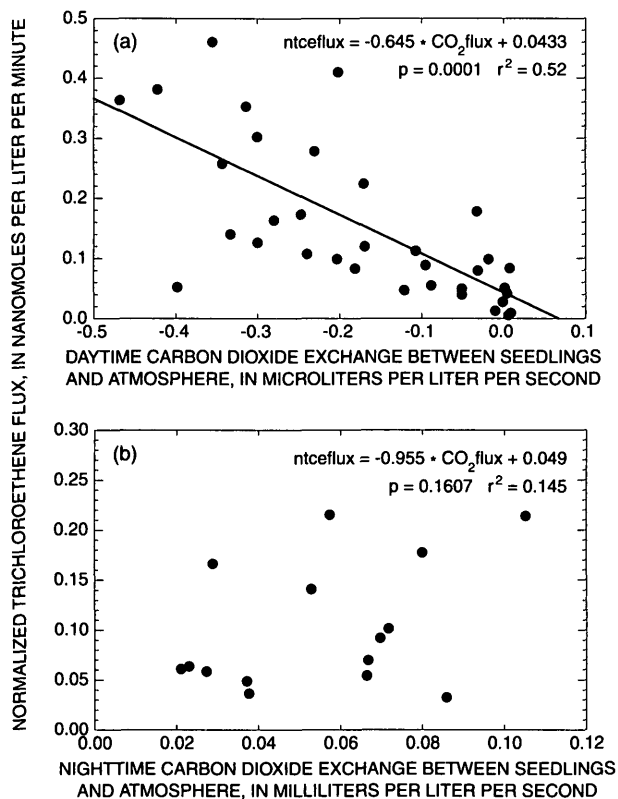 NORMALIZED TRICHLOROETHENE FLUX, IN NANOMOLES PER LITER PER MINUTE
(a)
ntceflux = -0.645 * CO2flux + 0.0433
p = 0.0001 r² = 0.52
0.5
0.4
0.3
0.2
0.1
0.0
-0.5 -0.4 -0.3 -0.2 -0.1 0.0 0.1
DAYTIME CARBON DIOXIDE EXCHANGE BETWEEN SEEDLINGS
AND ATMOSPHERE, IN MICROLITERS PER LITER PER SECOND
(b)
ntceflux = -0.955 * CO2flux + 0.049
p = 0.1607 r² = 0.145
0.30
0.25
0.20
0.15
0.10
0.05
0.00
0.00 0.02 0.04 0.06 0.08 0.10 0.12
NIGHTTIME CARBON DIOXIDE EXCHANGE BETWEEN SEEDLINGS
AND ATMOSPHERE, IN MILLILITERS PER LITER PER SECOND